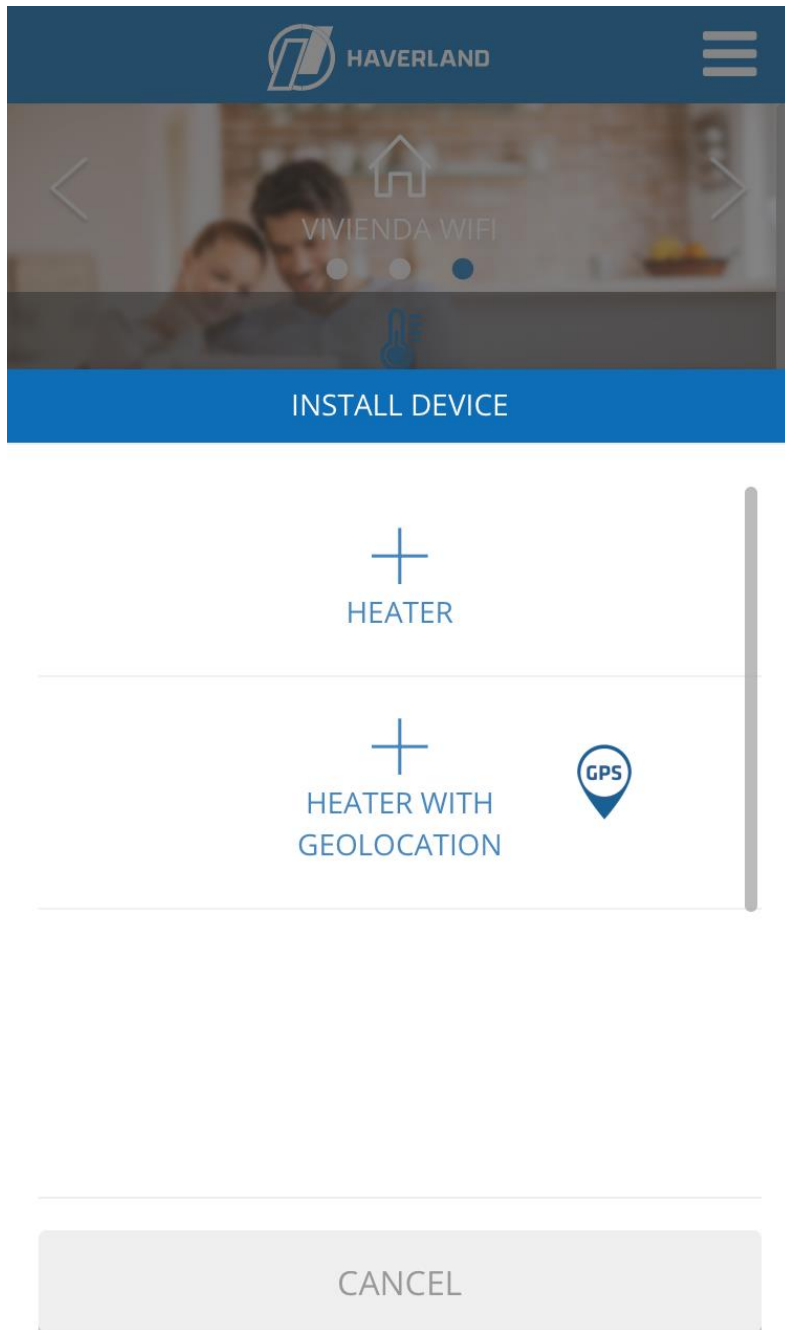 HAVERLAND
VIVIENDA WIFI
INSTALL DEVICE
HEATER
HEATER WITH
GPS
GEOLOCATION
CANCEL